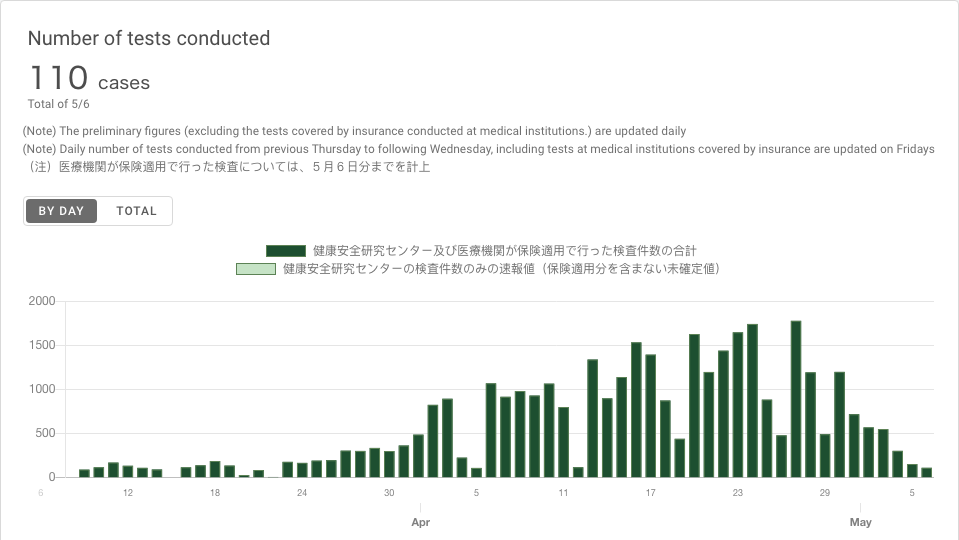 Number of tests conducted
110 cases
Total of 5/6
(Note) The preliminary figures (excluding the tests covered by insurance conducted at medical institutions.) are updated daily
(Note) Daily number of tests conducted from previous Thursday to following Wednesday, including tests at medical institutions covered by insurance are updated on Fridays
（注）医療機関が保険適用で行った検査については、５月６日分までを計上
BY DAY TOTAL
健康安全研究センター及び医療機関が保険適用で行った検査件数の合計
健康安全研究センターの検査件数のみの速報値（保険適用分を含まない未確定値）
2000
1500
1000
500
0
6 12 18 24 30 5 11 17 23 29 5
Apr May